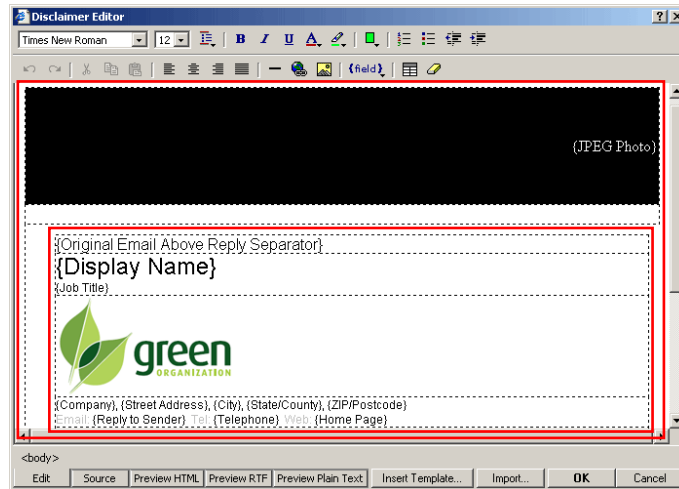 Disclaimer Editor
Times New Roman 12 B I U A {field}
{JPEG Photo}
{Original Email Above Reply Separator}
{Display Name}
{Job Title}
green
ORGANIZATION
{Company}, {Street Address}, {City}, {State/County}, {ZIP/Postcode}
Email: {Reply to Sender} Tel: {Telephone} Web: {Home Page}
<body>
Edit Source Preview HTML Preview RTF Preview Plain Text Insert Template... Import... OK Cancel